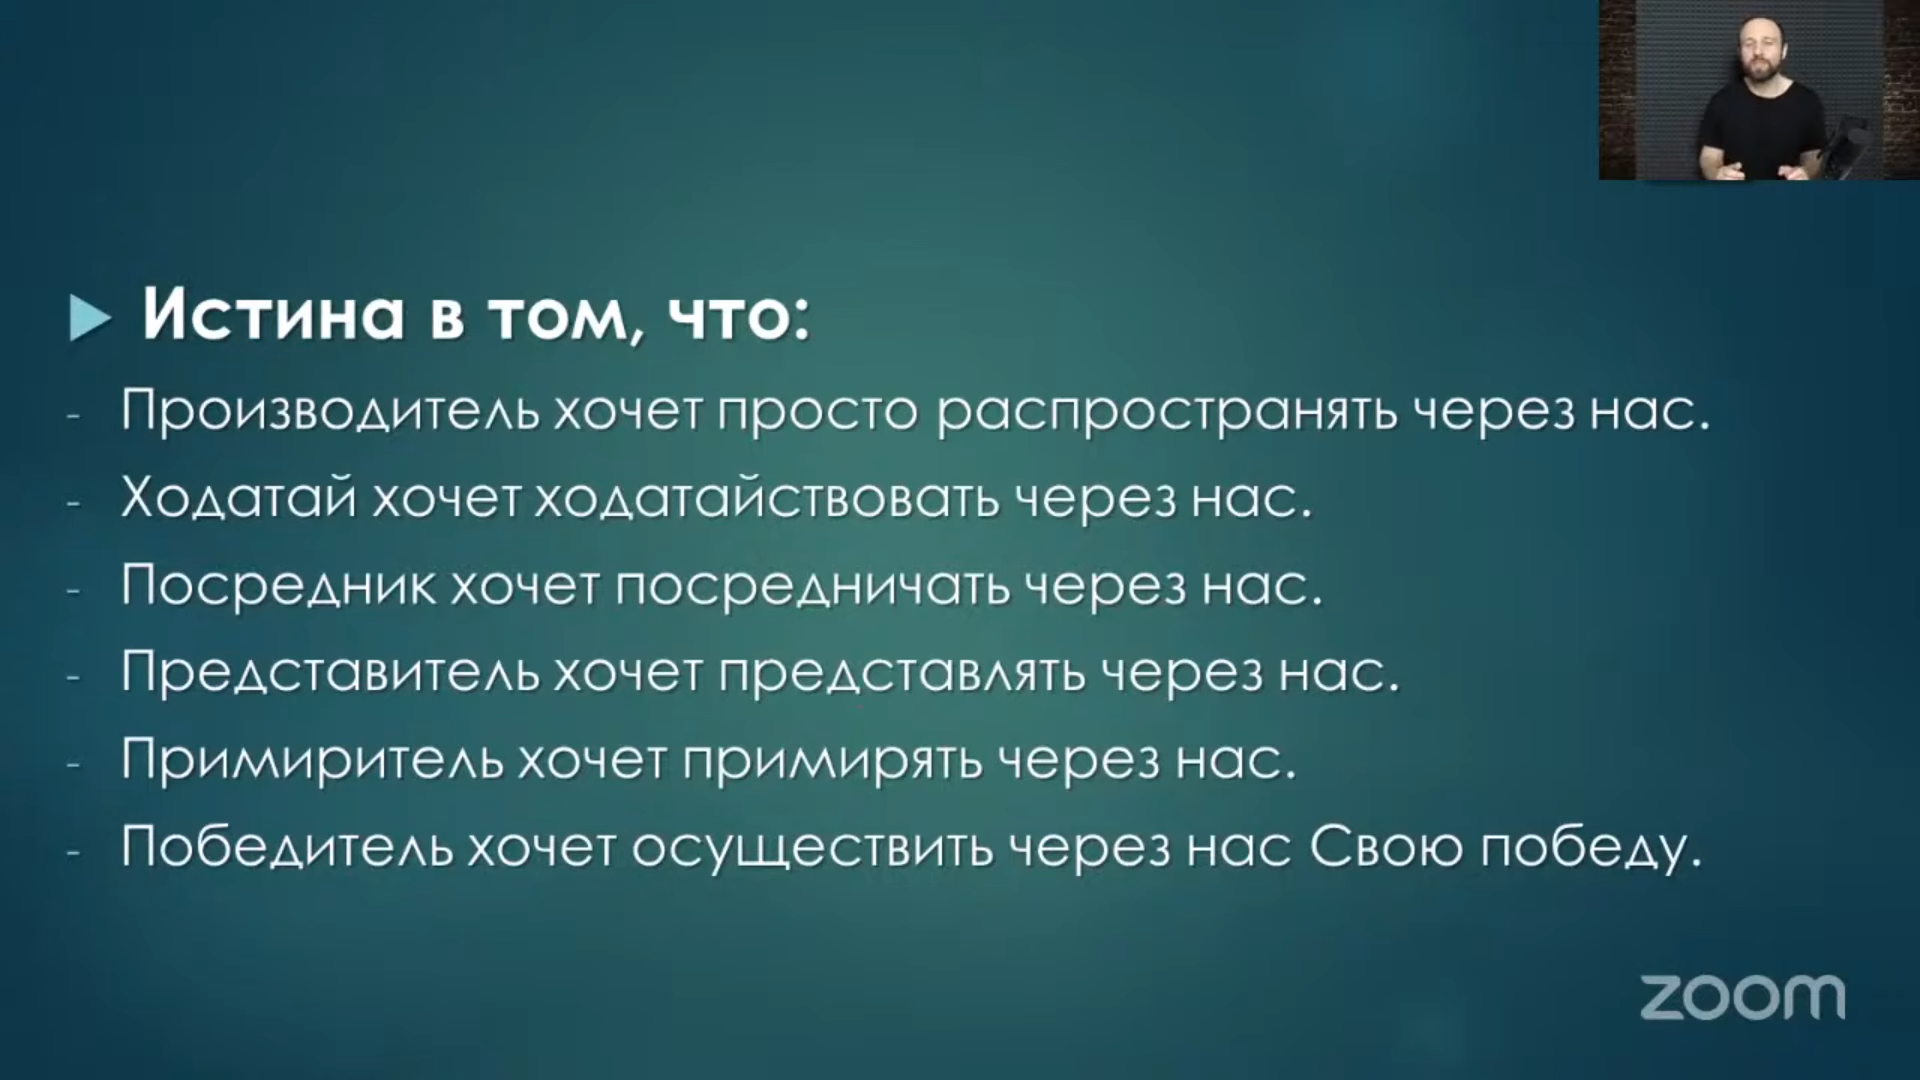 Истина в том, что:
- Производитель хочет просто распространять через нас.
- Ходатай хочет ходатайствовать через нас.
- Посредник хочет посредничать через нас.
- Представитель хочет представлять через нас.
- Примиритель хочет примирять через нас.
- Победитель хочет осуществить через нас Свою победу.
zoom